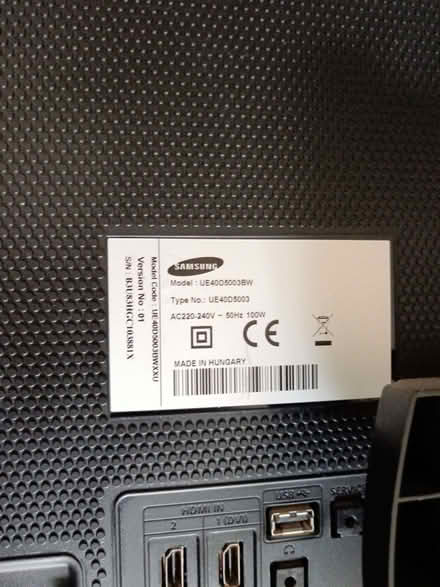 SAMSUNG
Model : UE40D5003BW
Type No.: UE40D5003
AC220-240V ~ 50Hz 100W
CE
MADE IN HUNGARY
Model Code : UE40D5003BWXXU
Version No : 01
S/N :
HDMI IN
2
1 (DVI)
USB